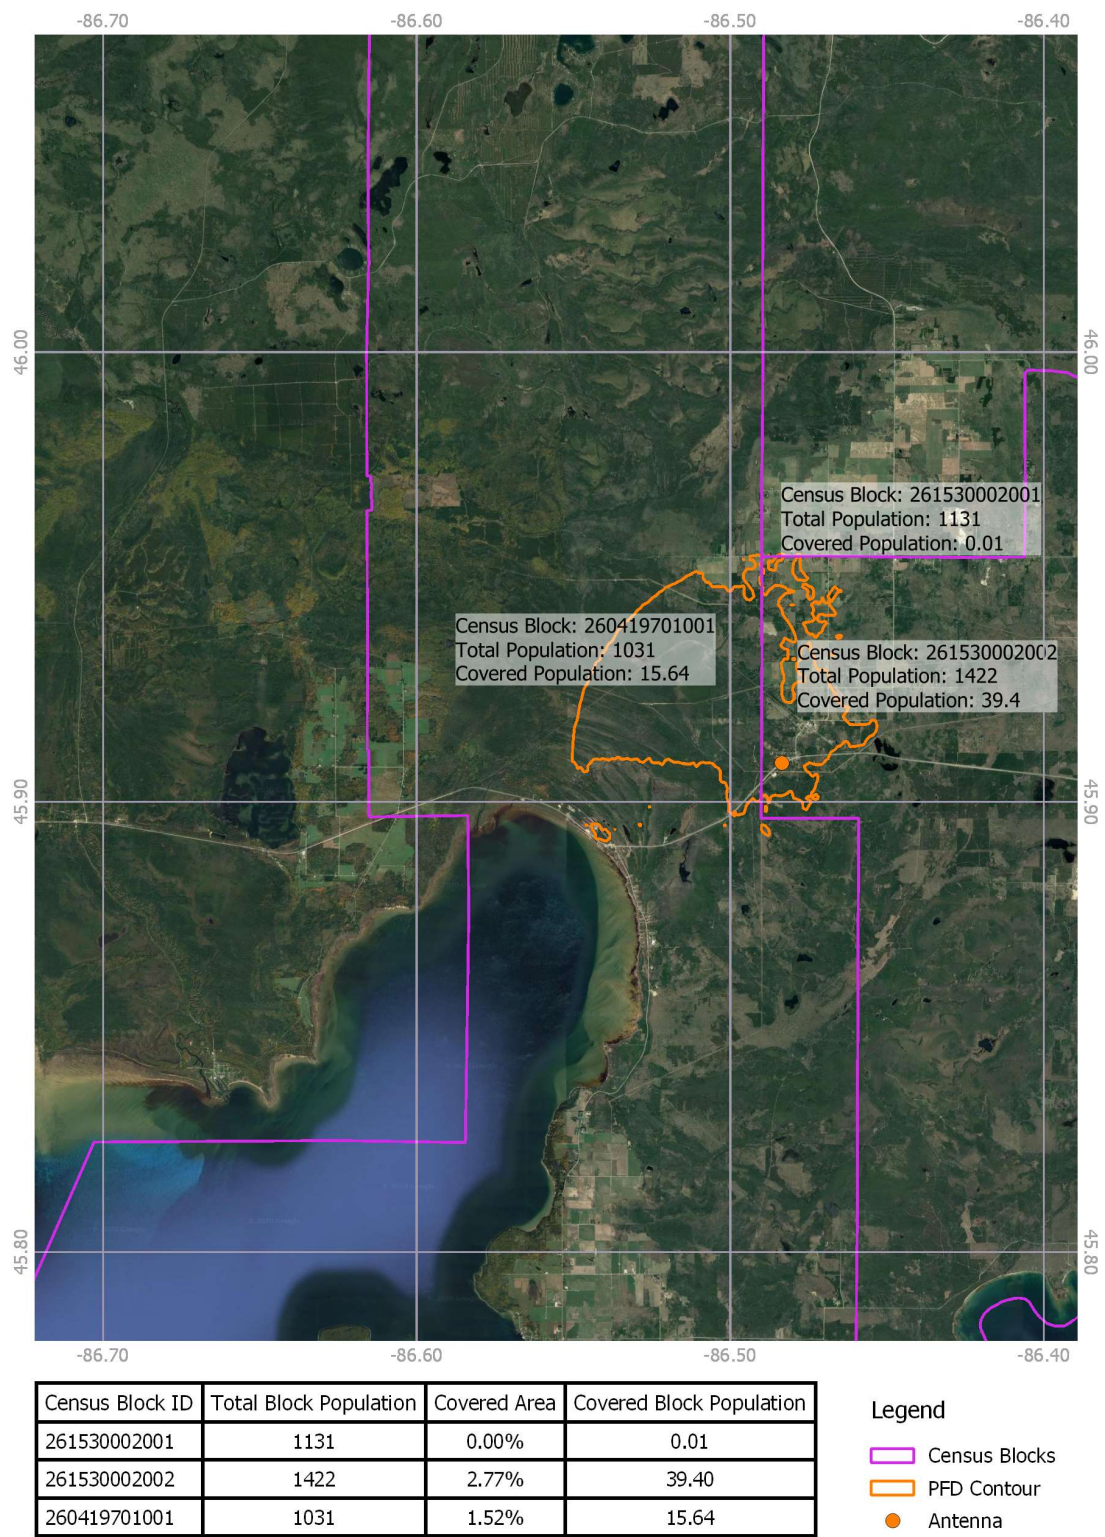 -86.70 -86.60 -86.50 -86.40
46.00 46.00
Census Block: 261530002001
Total Population: 1131
Covered Population: 0.01
Census Block: 260419701001
Total Population: 1031
Covered Population: 15.64
Census Block: 261530002002
Total Population: 1422
Covered Population: 39.4
45.90 45.90
45.80 45.80
-86.70 -86.60 -86.50 -86.40
Census Block ID Total Block Population Covered Area Covered Block Population
261530002001 1131 0.00% 0.01
261530002002 1422 2.77% 39.40
260419701001 1031 1.52% 15.64
Legend
Census Blocks
PFD Contour
Antenna